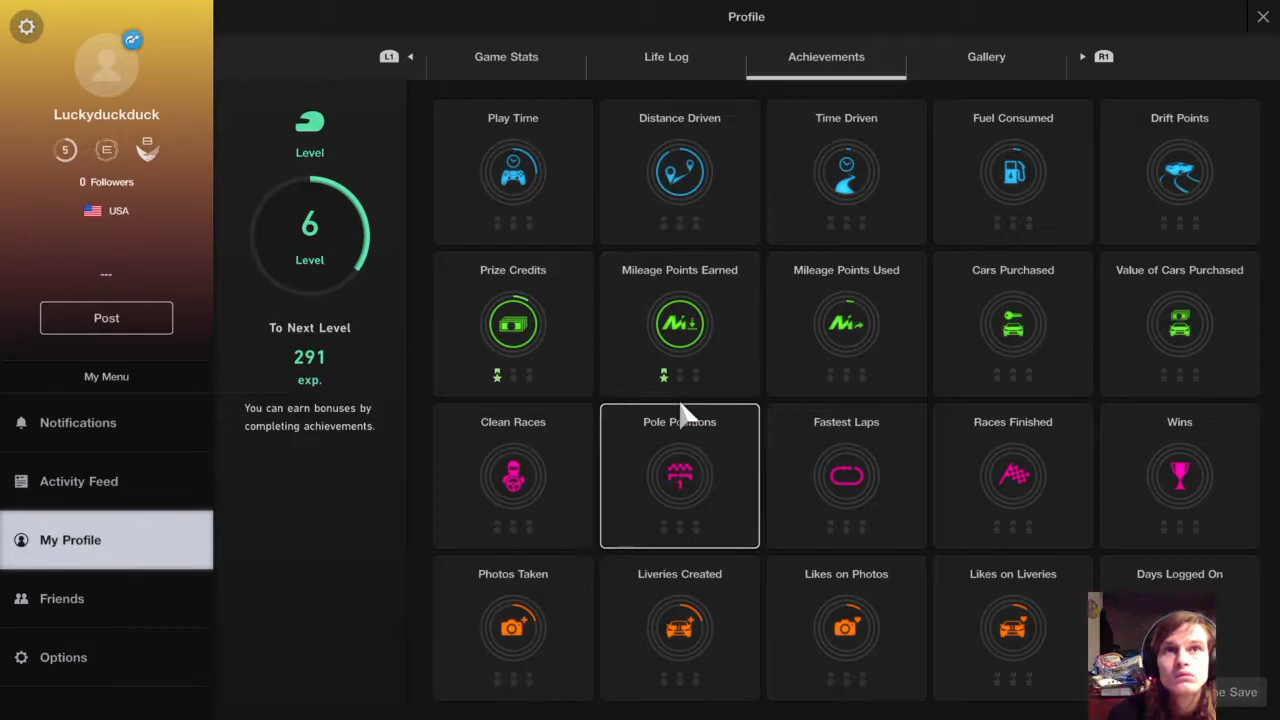 Profile
L1
Game Stats
Life Log
Achievements
Gallery
R1
Luckyduckduck
5
E
B
0 Followers
USA
---
Post
My Menu
Notifications
Activity Feed
My Profile
Friends
Options
Level
6
Level
To Next Level
291
exp.
You can earn bonuses by
completing achievements.
Play Time
Distance Driven
Time Driven
Fuel Consumed
Drift Points
Prize Credits
Mileage Points Earned
Mileage Points Used
Cars Purchased
Value of Cars Purchased
Clean Races
Pole Positions
Fastest Laps
Races Finished
Wins
1
Photos Taken
Liveries Created
Likes on Photos
Likes on Liveries
Days Logged On
Save